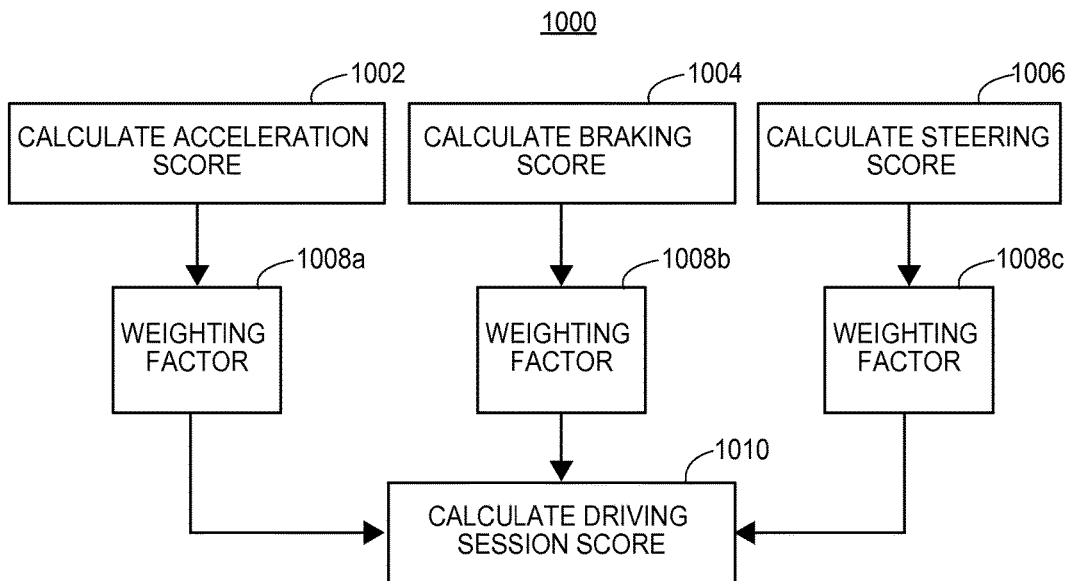 1000
1002
1004
1006
CALCULATE ACCELERATION
SCORE
CALCULATE BRAKING
SCORE
CALCULATE STEERING
SCORE
1008a
1008b
1008c
WEIGHTING
FACTOR
WEIGHTING
FACTOR
WEIGHTING
FACTOR
1010
CALCULATE DRIVING
SESSION SCORE